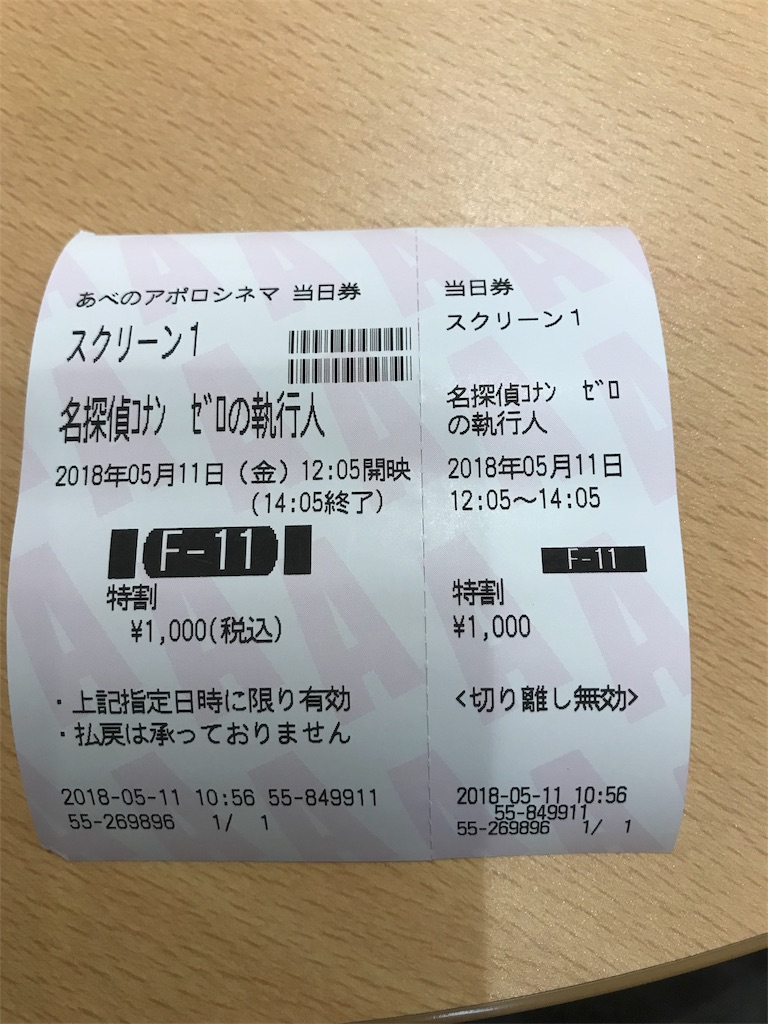 あべのアポロシネマ 当日券
スクリーン1
名探偵コナン ゼロの執行人
2018年05月11日(金)12:05開映
(14:05終了)
F-11
特割
¥1,000(税込)
・上記指定日時に限り有効
・払戻は承っておりません
2018-05-11 10:56 55-849911
55-269896 1/ 1
当日券
スクリーン1
名探偵コナン ゼロ
の執行人
2018年05月11日
12:05～14:05
F-11
特割
¥1,000
<切り離し無効>
2018-05-11 10:56
55-849911
55-269896 1/ 1